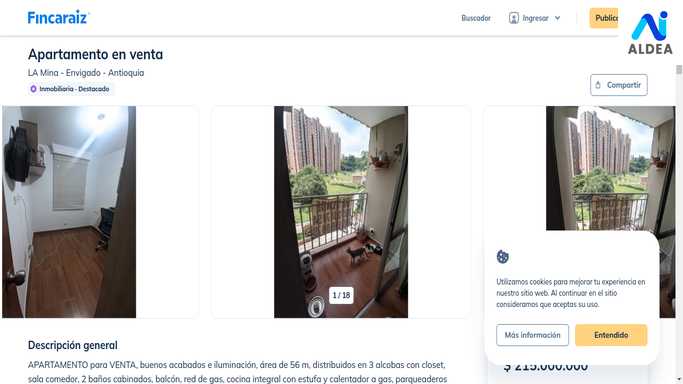 Fincaraiz
Buscador
Ingresar
Public
ALDEA
Apartamento en venta
LA Mina - Envigado - Antioquia
Inmobiliaria - Destacado
Compartir
1 / 18
Utilizamos cookies para mejorar tu experiencia en
nuestro sitio web. Al continuar en el sitio
consideramos que aceptas su uso.
Más información
Entendido
$ 215.000.000
Descripción general
APARTAMENTO para VENTA, buenos acabados e iluminación, área de 56 m, distribuidos en 3 alcobas con closet,
sala comedor, 2 baños cabinados, balcón, red de gas, cocina integral con estufa y calentador a gas, parqueaderos